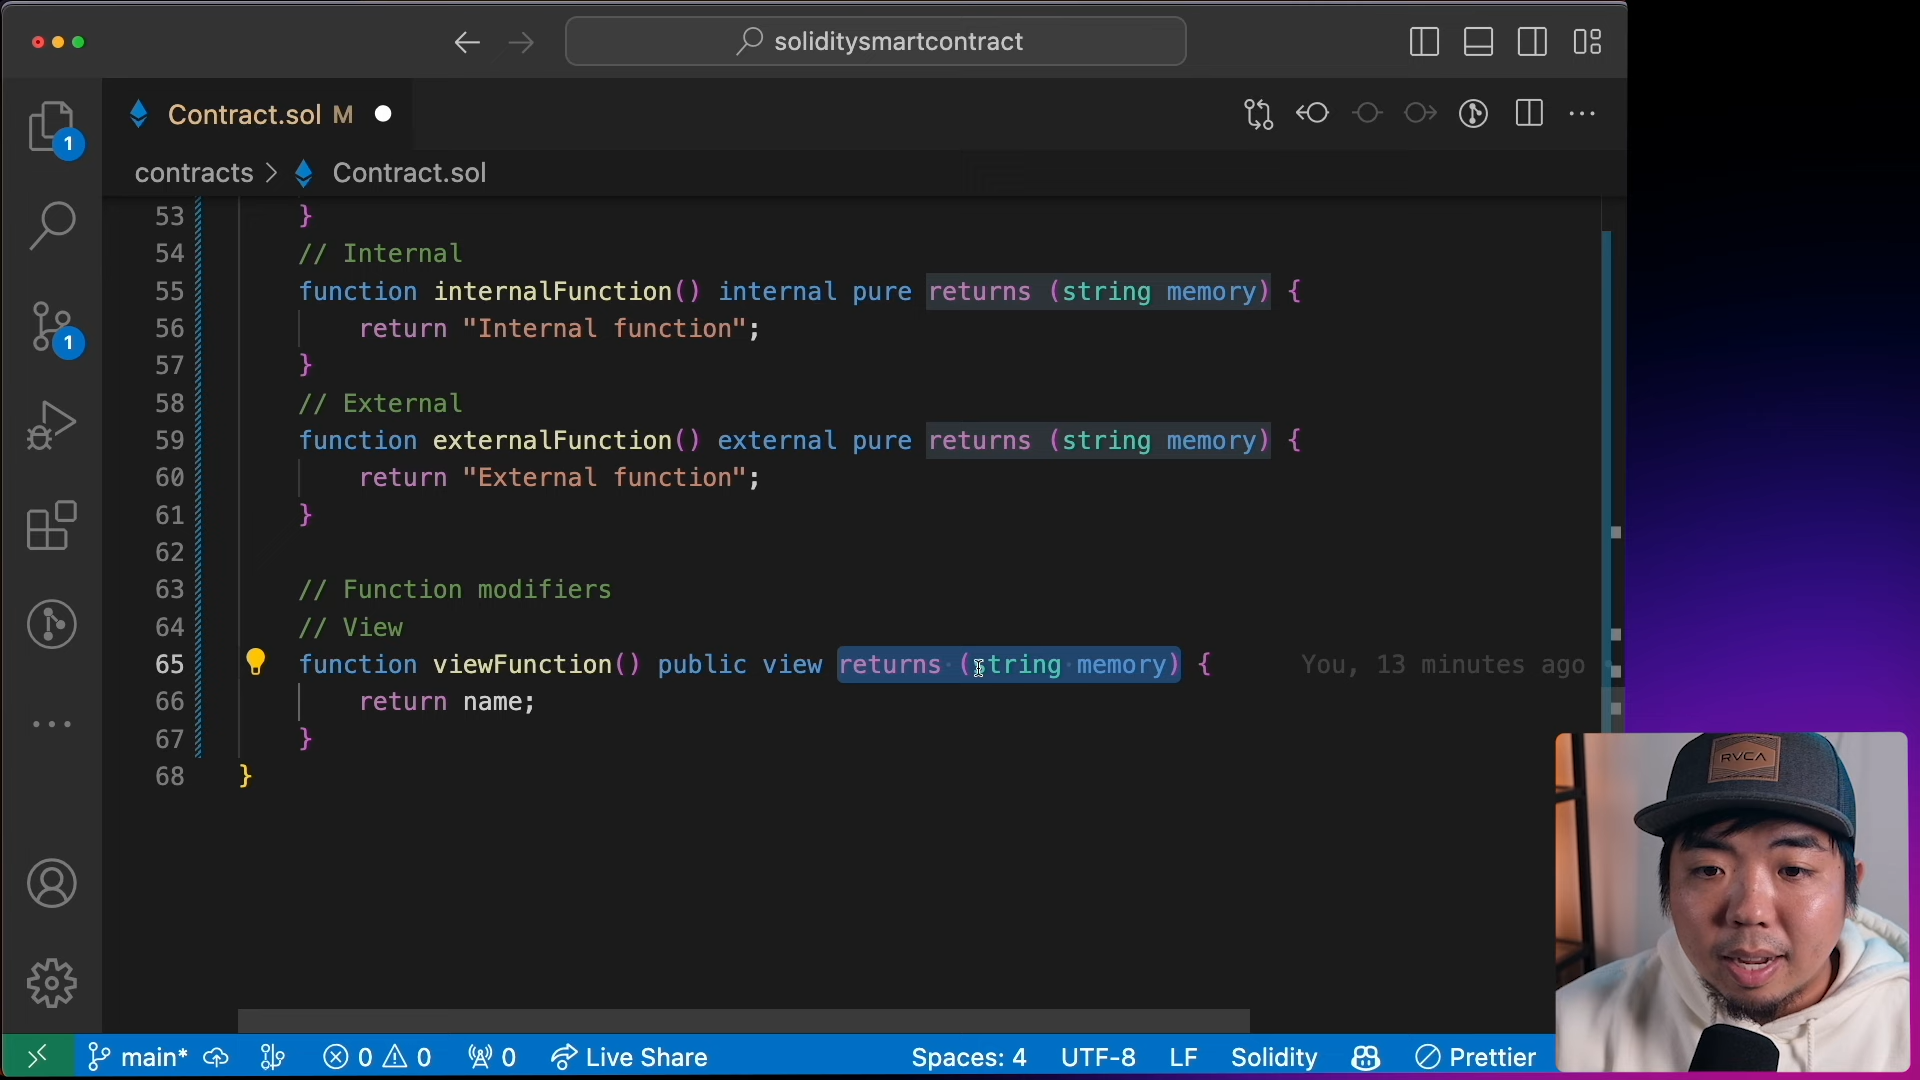 soliditysmartcontract
Contract.sol M
contracts > Contract.sol
1
1
53 }
54 // Internal
55 function internalFunction() internal pure returns (string memory) {
56 return "Internal function";
57 }
58 // External
59 function externalFunction() external pure returns (string memory) {
60 return "External function";
61 }
62
63 // Function modifiers
64 // View
65 function viewFunction() public view returns (string memory) { You, 13 minutes ago
66 return name;
67 }
68 }
RVCA
main* 0 0 0 Live Share Spaces: 4 UTF-8 LF Solidity Prettier